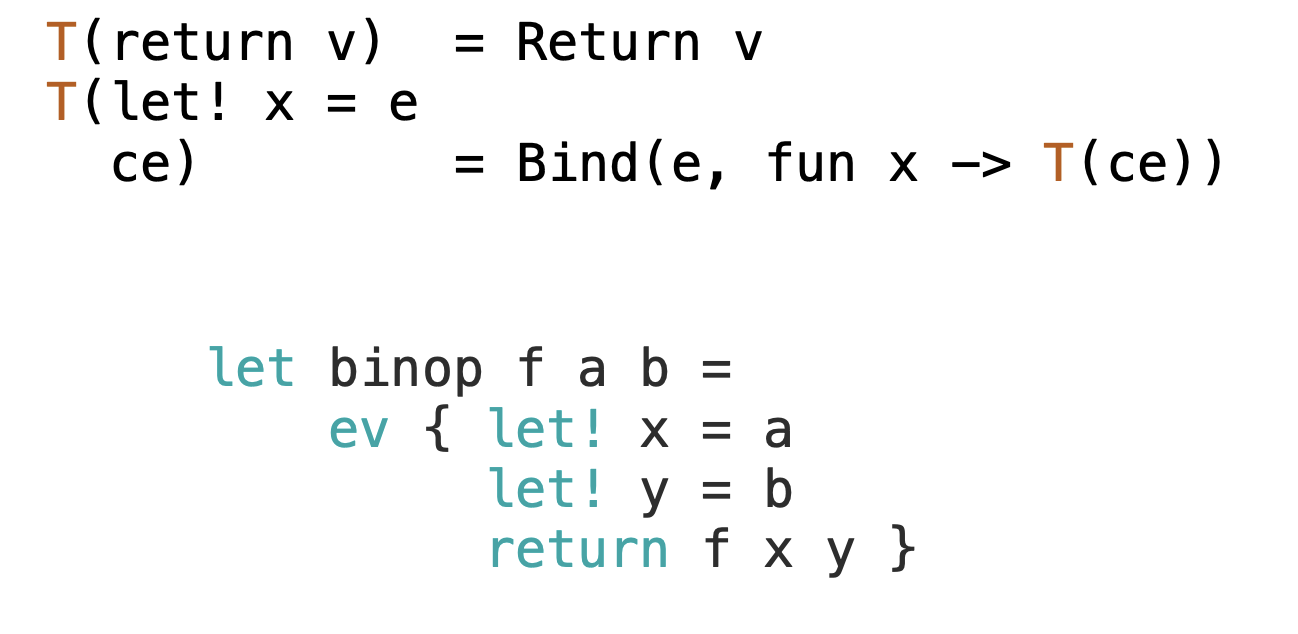 T(return v)  = Return v
T(let! x = e
  ce)        = Bind(e, fun x -> T(ce))
let binop f a b =
    ev { let! x = a
         let! y = b
         return f x y }